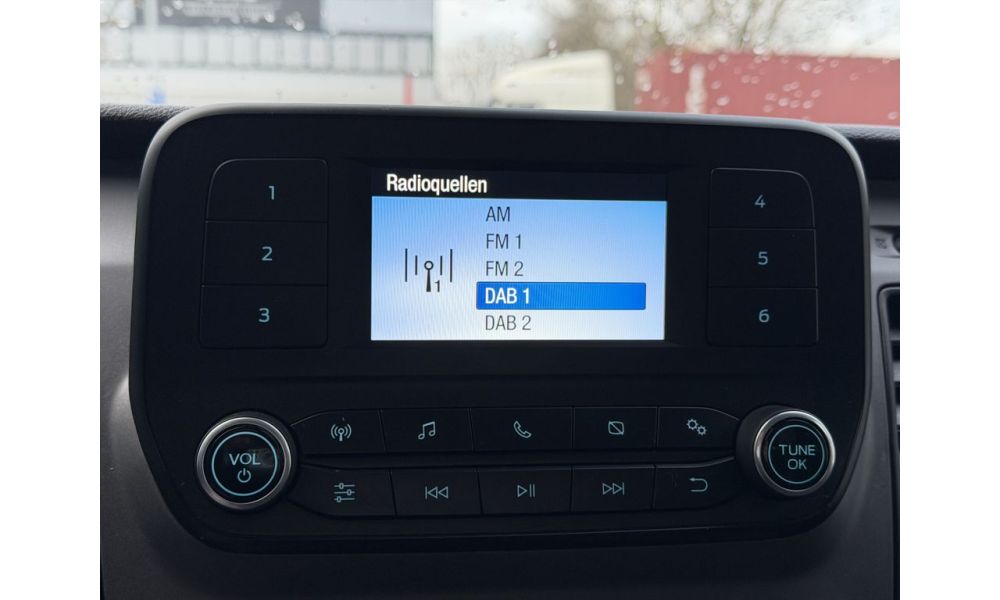 Radioquellen
AM
FM 1
FM 2
DAB 1
DAB 2
1
1
2
3
4
5
6
VOL
TUNE
OK